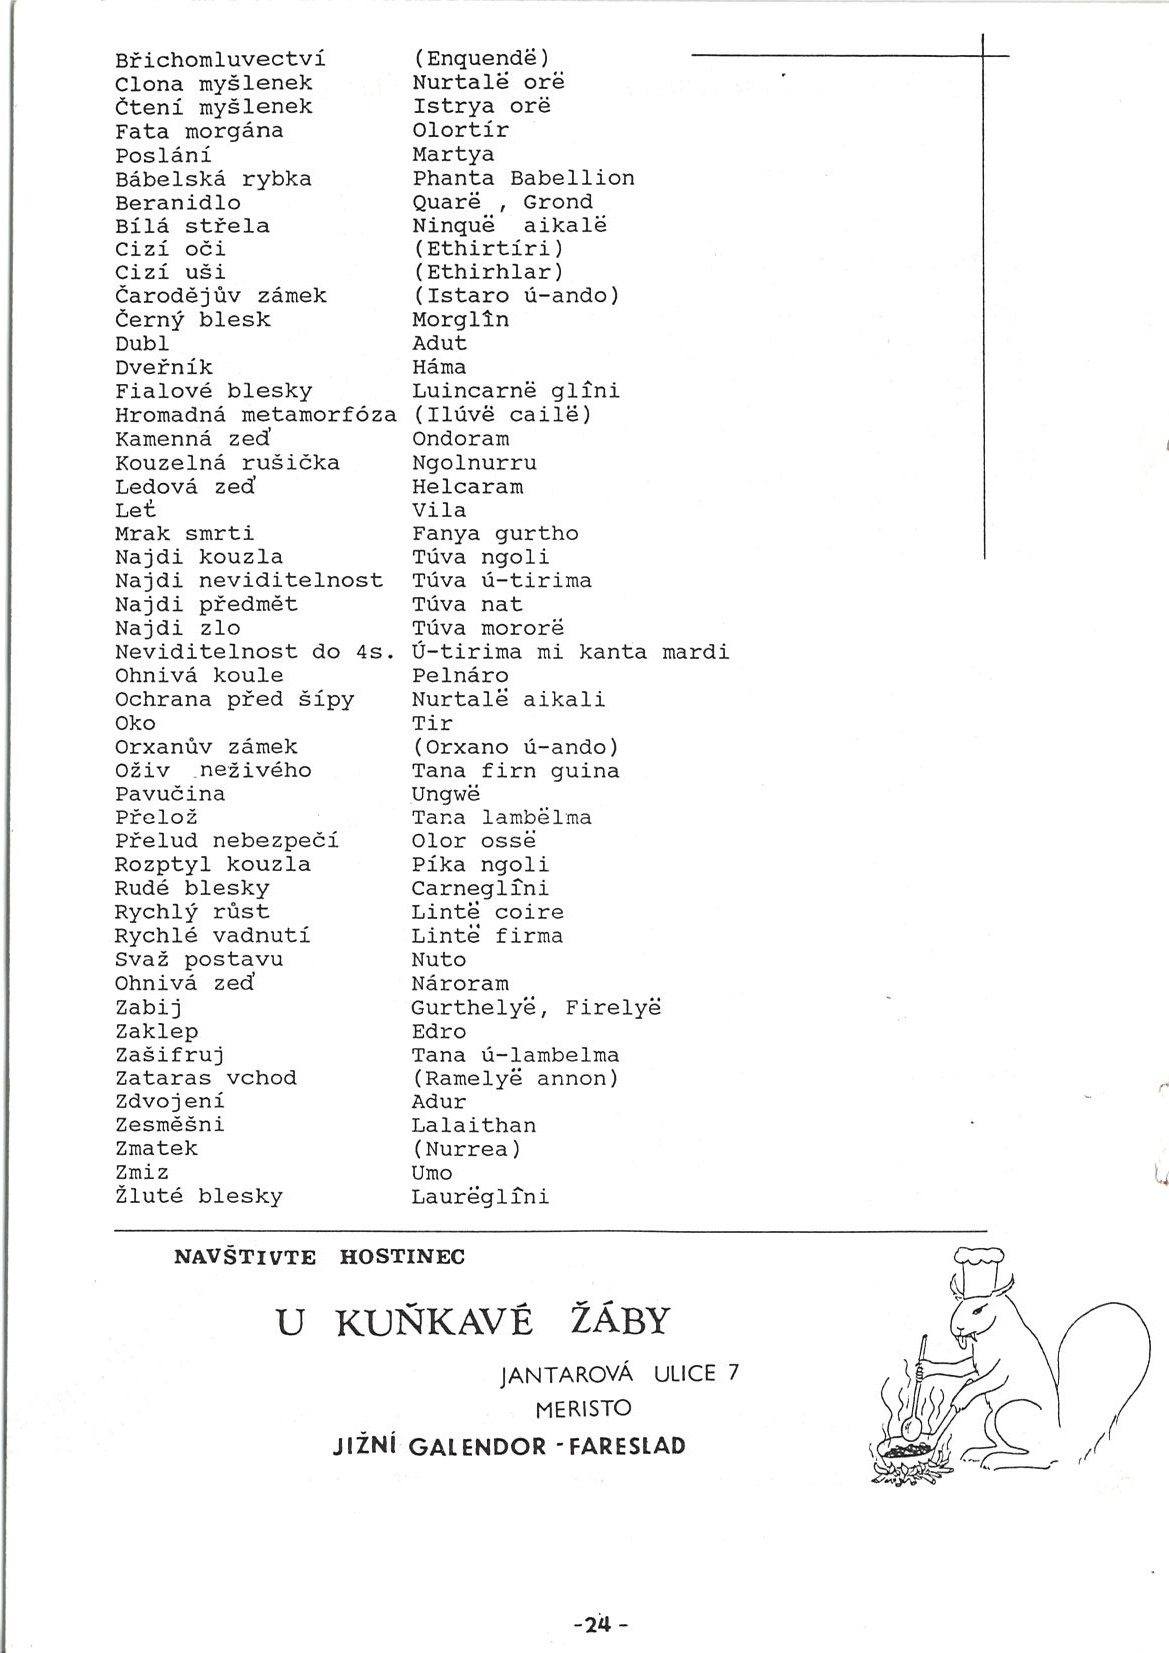 Břichomluvectví (Enquendë)
Clona myšlenek Nurtalë orë
Čtení myšlenek Istrya orë
Fata morgána Olortír
Poslání Martya
Bábelská rybka Phanta Babellion
Beranidlo Quarë , Grond
Bílá střela Ninquë aikalë
Cizí oči (Ethirtíri)
Cizí uši (Ethirhlar)
Čarodějův zámek (Istaro ú-ando)
Černý blesk Morglîn
Dubl Adut
Dveřník Háma
Fialové blesky Luincarnë glîni
Hromadná metamorfóza (Ilúvë cailë)
Kamenná zeď Ondoram
Kouzelná rušička Ngolnurru
Ledová zeď Helcaram
Leť Vila
Mrak smrti Fanya gurtho
Najdi kouzla Túva ngoli
Najdi neviditelnost Túva ú-tirima
Najdi předmět Túva nat
Najdi zlo Túva mororë
Neviditelnost do 4s. Ú-tirima mi kanta mardi
Ohnivá koule Pelnáro
Ochrana před šípy Nurtalë aikali
Oko Tir
Orxanův zámek (Orxano ú-ando)
Oživ neživého Tana firn guina
Pavučina Ungwë
Přelož Tana lambëlma
Přelud nebezpečí Olor ossë
Rozptyl kouzla Píka ngoli
Rudé blesky Carneglîni
Rychlý růst Lintë coire
Rychlé vadnutí Lintë firma
Svaž postavu Nuto
Ohnivá zeď Nároram
Zabij Gurthelyë, Firelyë
Zaklep Edro
Zašifruj Tana ú-lambelma
Zataras vchod (Ramelyë annon)
Zdvojení Adur
Zesměšni Lalaithan
Zmatek (Nurrea)
Zmiz Umo
Žluté blesky Laurëglîni
NAVŠTIVTE HOSTINEC
U KUŇKAVÉ ŽÁBY
JANTAROVÁ ULICE 7
MERISTO
JIŽNÍ GALENDOR - FARESLAD
-24-